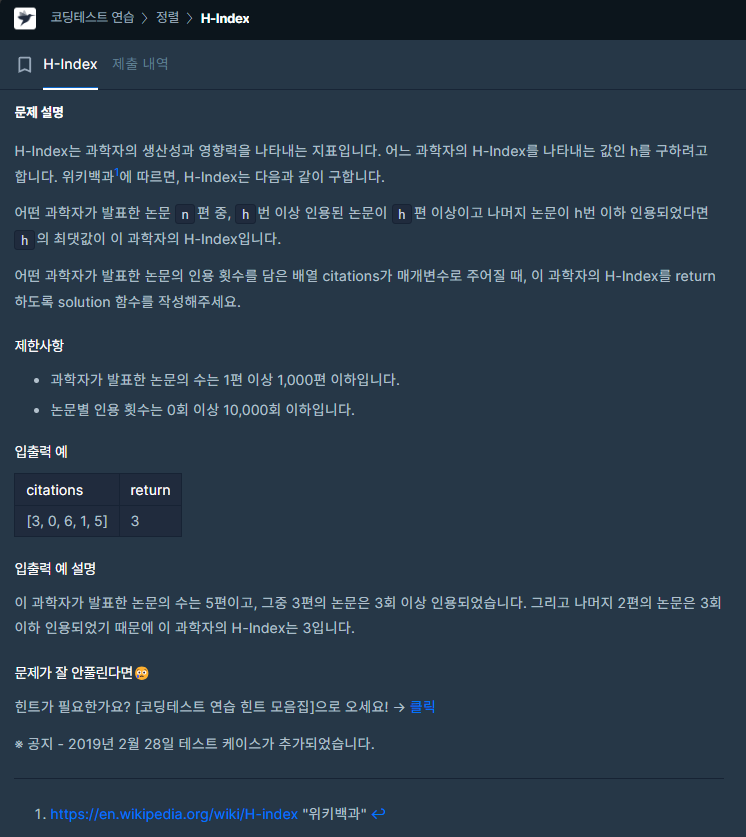 코딩테스트 연습 > 정렬 > H-Index
H-Index 제출 내역
문제 설명
H-Index는 과학자의 생산성과 영향력을 나타내는 지표입니다. 어느 과학자의 H-Index를 나타내는 값인 h를 구하려고
합니다. 위키백과1에 따르면, H-Index는 다음과 같이 구합니다.
어떤 과학자가 발표한 논문 n 편 중, h 번 이상 인용된 논문이 h 편 이상이고 나머지 논문이 h번 이하 인용되었다면
h 의 최댓값이 이 과학자의 H-Index입니다.
어떤 과학자가 발표한 논문의 인용 횟수를 담은 배열 citations가 매개변수로 주어질 때, 이 과학자의 H-Index를 return
하도록 solution 함수를 작성해주세요.
제한사항
• 과학자가 발표한 논문의 수는 1편 이상 1,000편 이하입니다.
• 논문별 인용 횟수는 0회 이상 10,000회 이하입니다.
입출력 예
citations return
[3, 0, 6, 1, 5] 3
입출력 예 설명
이 과학자가 발표한 논문의 수는 5편이고, 그중 3편의 논문은 3회 이상 인용되었습니다. 그리고 나머지 2편의 논문은 3회
이하 인용되었기 때문에 이 과학자의 H-Index는 3입니다.
문제가 잘 안풀린다면😢
힌트가 필요한가요? [코딩테스트 연습 힌트 모음집]으로 오세요! → 클릭
※ 공지 - 2019년 2월 28일 테스트 케이스가 추가되었습니다.
1. https://en.wikipedia.org/wiki/H-index "위키백과" ↩